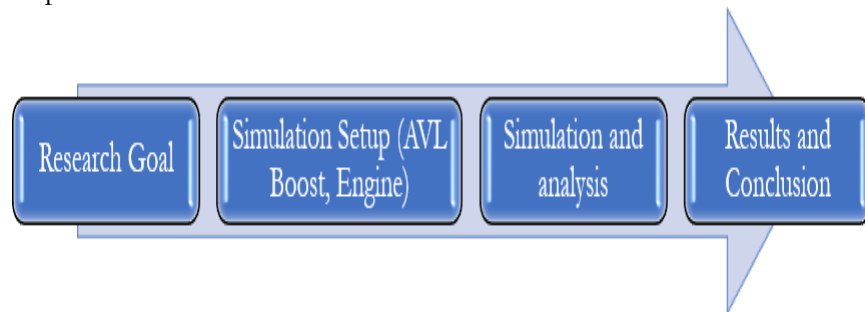 Research Goal
Simulation Setup (AVL
Boost, Engine)
Simulation and
analysis
Results and
Conclusion